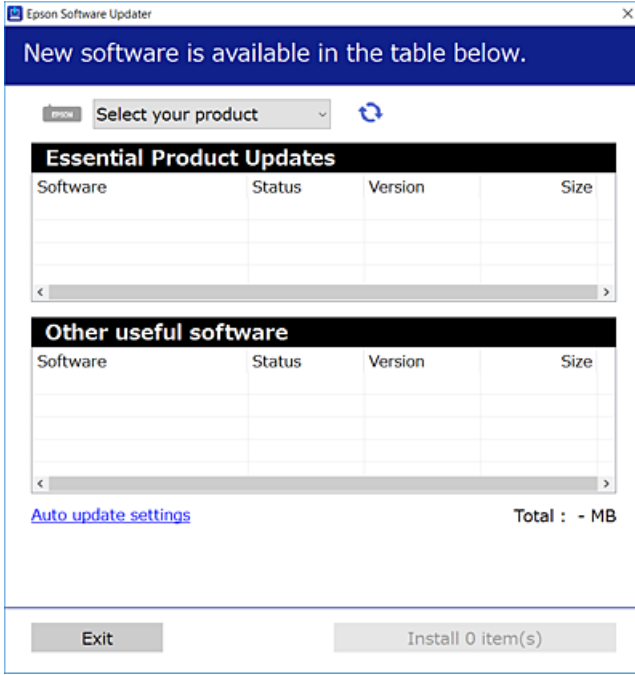 Epson Software Updater
New software is available in the table below.
EPSON Select your product
Essential Product Updates
Software Status Version Size
Other useful software
Software Status Version Size
Auto update settings Total : - MB
Exit Install 0 item(s)